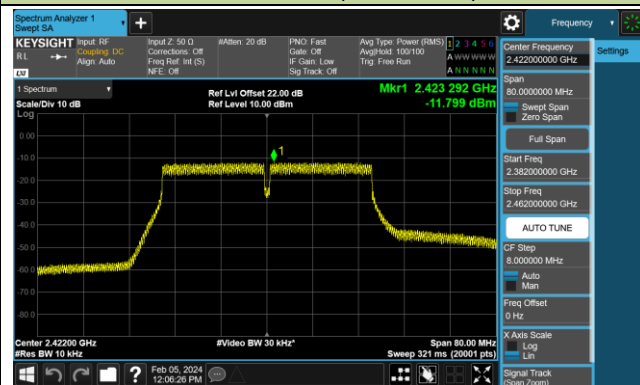 Spectrum Analyzer 1
Swept SA
Frequency
KEYSIGHT
RL
LXI
Input: RF
Coupling: DC
Align: Auto
Input Z: 50 Ω
Corrections: Off
Freq Ref: Int (S)
NFE: Off
#Atten: 20 dB
PNO: Fast
Gate: Off
IF Gain: Low
Sig Track: Off
Avg Type: Power (RMS)
Avg|Hold: 100/100
Trig: Free Run
1 2 3 4 5 6
A W W W W W
A N N N N N
1 Spectrum
Scale/Div 10 dB
Log
Ref Lvl Offset 22.00 dB
Ref Level 10.00 dBm
Mkr1 2.423 292 GHz
-11.799 dBm
0.00
-10.0
-20.0
-30.0
-40.0
-50.0
-60.0
-70.0
-80.0
1
Center 2.42200 GHz
#Res BW 10 kHz
#Video BW 30 kHz*
Span 80.00 MHz
Sweep 321 ms (20001 pts)
Center Frequency
2.422000000 GHz
Settings
Span
80.0000000 MHz
Swept Span
Zero Span
Full Span
Start Freq
2.382000000 GHz
Stop Freq
2.462000000 GHz
AUTO TUNE
CF Step
8.000000 MHz
Auto
Man
Freq Offset
0 Hz
X Axis Scale
Log
Lin
Signal Track
(Span Zoom)
Feb 05, 2024
12:06:26 PM